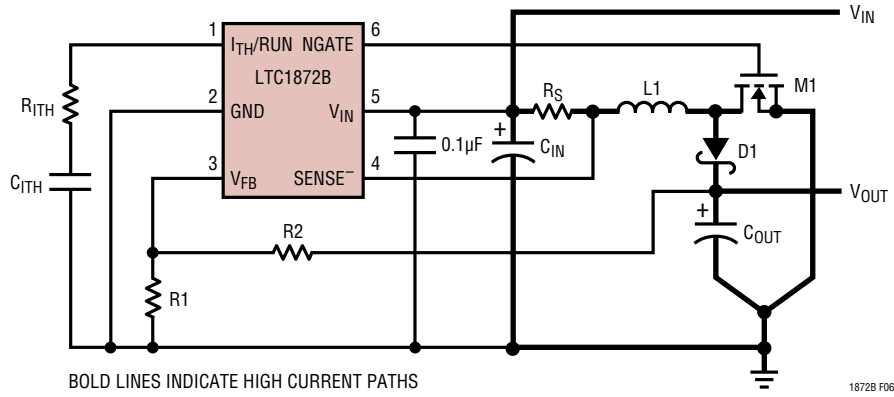 V_IN
1
I_TH/RUN NGATE
6
LTC1872B
M1
R_ITH
2
GND
V_IN
5
R_S
L1
+
0.1µF
C_IN
D1
C_ITH
3
V_FB
SENSE⁻
4
V_OUT
+
R2
C_OUT
R1
BOLD LINES INDICATE HIGH CURRENT PATHS
1872B F06